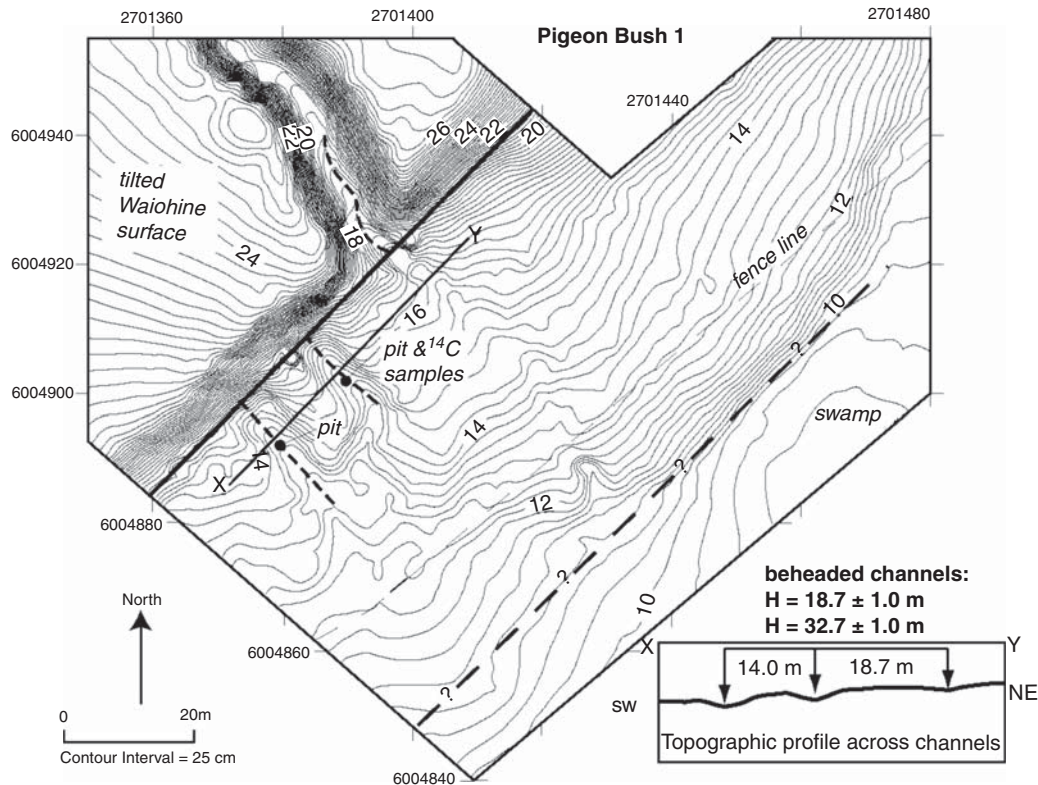 2701360
2701400
2701480
Pigeon Bush 1
2701440
6004940
6004920
6004900
6004880
6004860
6004840
26
24
22
20
22
20
14
12
tilted
Waiohine
surface
24
18
Y
16
fence line
10
?
pit & 14C
samples
pit
14
14
X
swamp
?
12
?
10
?
beheaded channels:
H = 18.7 ± 1.0 m
H = 32.7 ± 1.0 m
North
0
20m
Contour Interval = 25 cm
X
Y
14.0 m
18.7 m
sw
NE
Topographic profile across channels